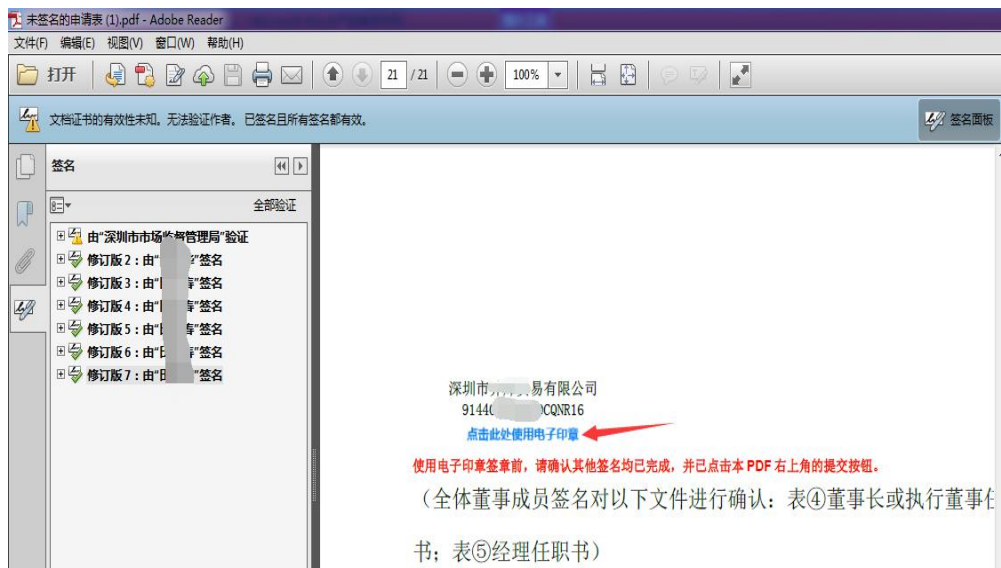 未签名的申请表 (1).pdf - Adobe Reader
文件(F) 编辑(E) 视图(V) 窗口(W) 帮助(H)
打开 21 / 21 100%
文档证书的有效性未知。无法验证作者。 已签名且所有签名都有效。 签名面板
签名
全部验证
由“深圳市市场监督管理局”验证
修订版 2：由“ ”签名
修订版 3：由“ ”签名
修订版 4：由“ ”签名
修订版 5：由“ ”签名
修订版 6：由“ ”签名
修订版 7：由“ ”签名
深圳市 易有限公司
9144 CQNR16
点击此处使用电子印章
使用电子印章签章前，请确认其他签名均已完成，并已点击本 PDF 右上角的提交按钮。
（全体董事成员签名对以下文件进行确认：表④董事长或执行董事任
书；表⑤经理任职书）